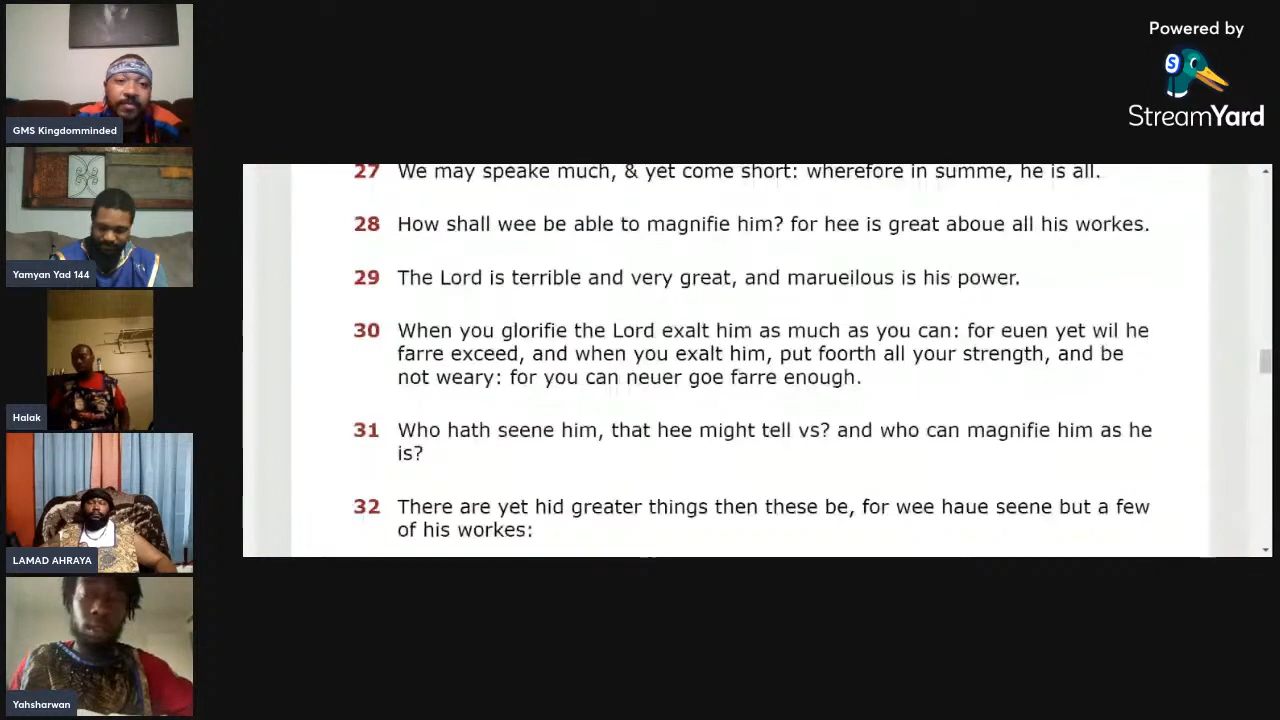 Powered by
StreamYard
GMS Kingdomminded
Yamyan Yad 144
Halak
LAMAD AHRAYA
Yahsharwan
27 We may speake much, & yet come short: wherefore in summe, he is all.
28 How shall wee be able to magnifie him? for hee is great aboue all his workes.
29 The Lord is terrible and very great, and marueilous is his power.
30 When you glorifie the Lord exalt him as much as you can: for euen yet wil he
farre exceed, and when you exalt him, put foorth all your strength, and be
not weary: for you can neuer goe farre enough.
31 Who hath seene him, that hee might tell vs? and who can magnifie him as he
is?
32 There are yet hid greater things then these be, for wee haue seene but a few
of his workes: